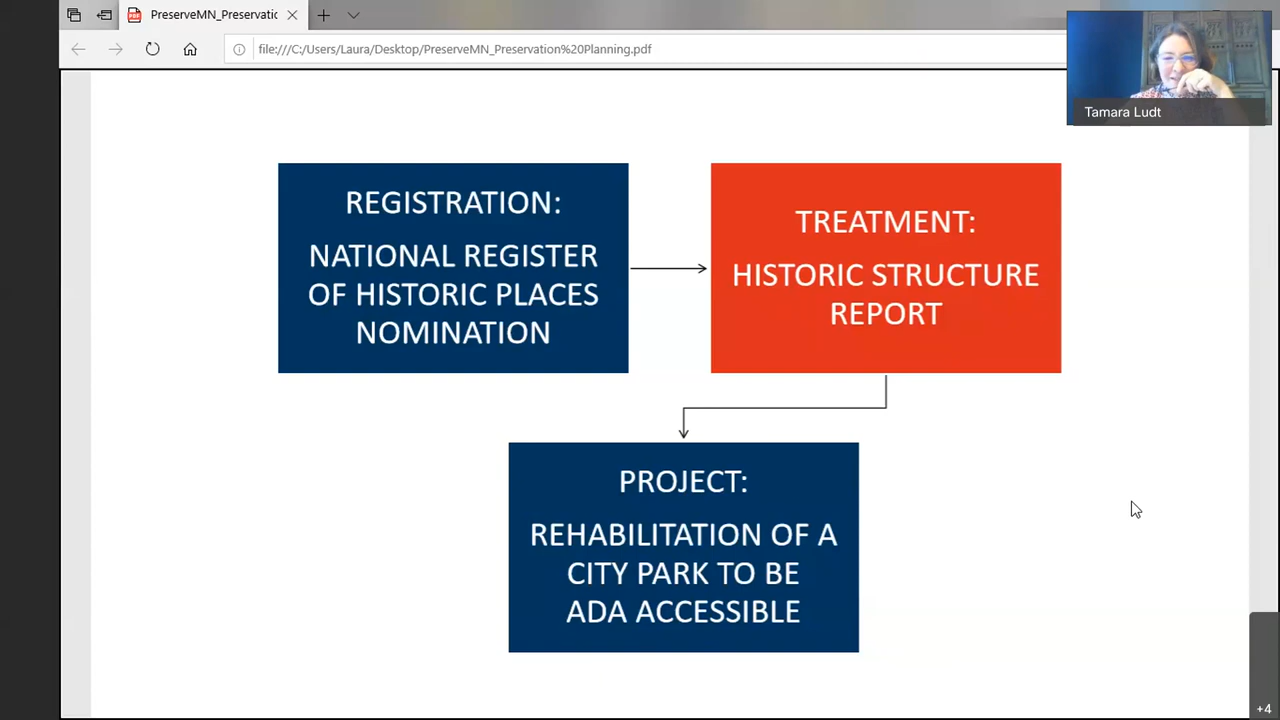 PreserveMN_Preservatic
file:///C:/Users/Laura/Desktop/PreserveMN_Preservation%20Planning.pdf
Tamara Ludt
REGISTRATION:
NATIONAL REGISTER
OF HISTORIC PLACES
NOMINATION
TREATMENT:
HISTORIC STRUCTURE
REPORT
PROJECT:
REHABILITATION OF A
CITY PARK TO BE
ADA ACCESSIBLE
+4